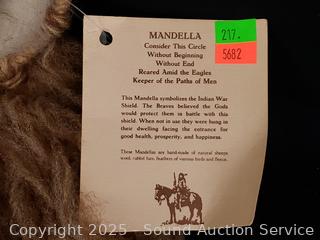 MANDELLA
Consider This Circle
Without Beginning
Without End
Reared Amid the Eagles
Keeper of the Paths of Men
This Mandella symbolizes the Indian War
Shield. The Braves believed the Gods
would protect them in battle with this
shield. When not in use they were hung in
their dwelling facing the entrance for
good health, prosperity, and happiness.
These Mandellas are hand-made of natural sheeps
wool, rabbit furs, feathers of various birds and fleece.
217.
5682
Copyright 2025 - Sound Auction Service